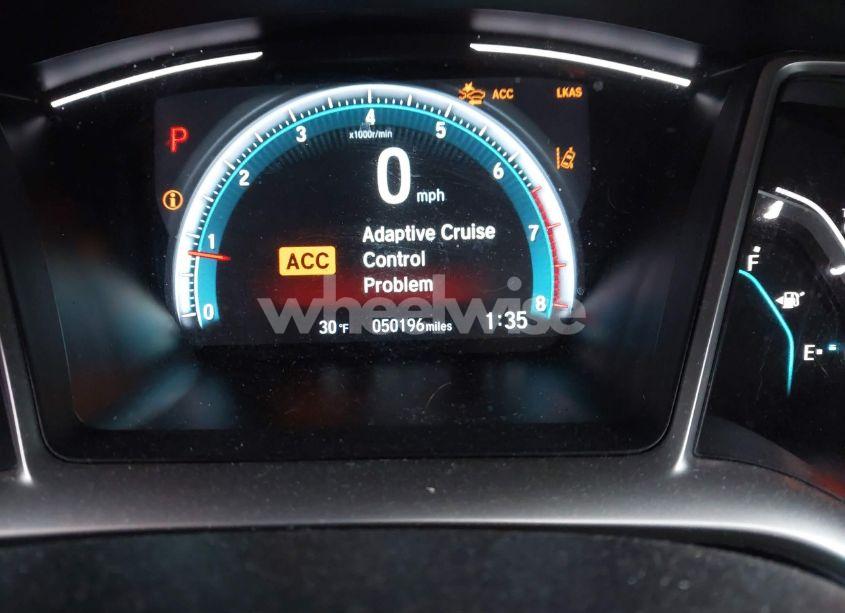 ACC LKAS
P
0 1 2 3 4 5 6 7 8
x1000r/min
0 mph
i
ACC
Adaptive Cruise
Control
Problem
wheelwise
30°F 050196miles 1:35
F
E